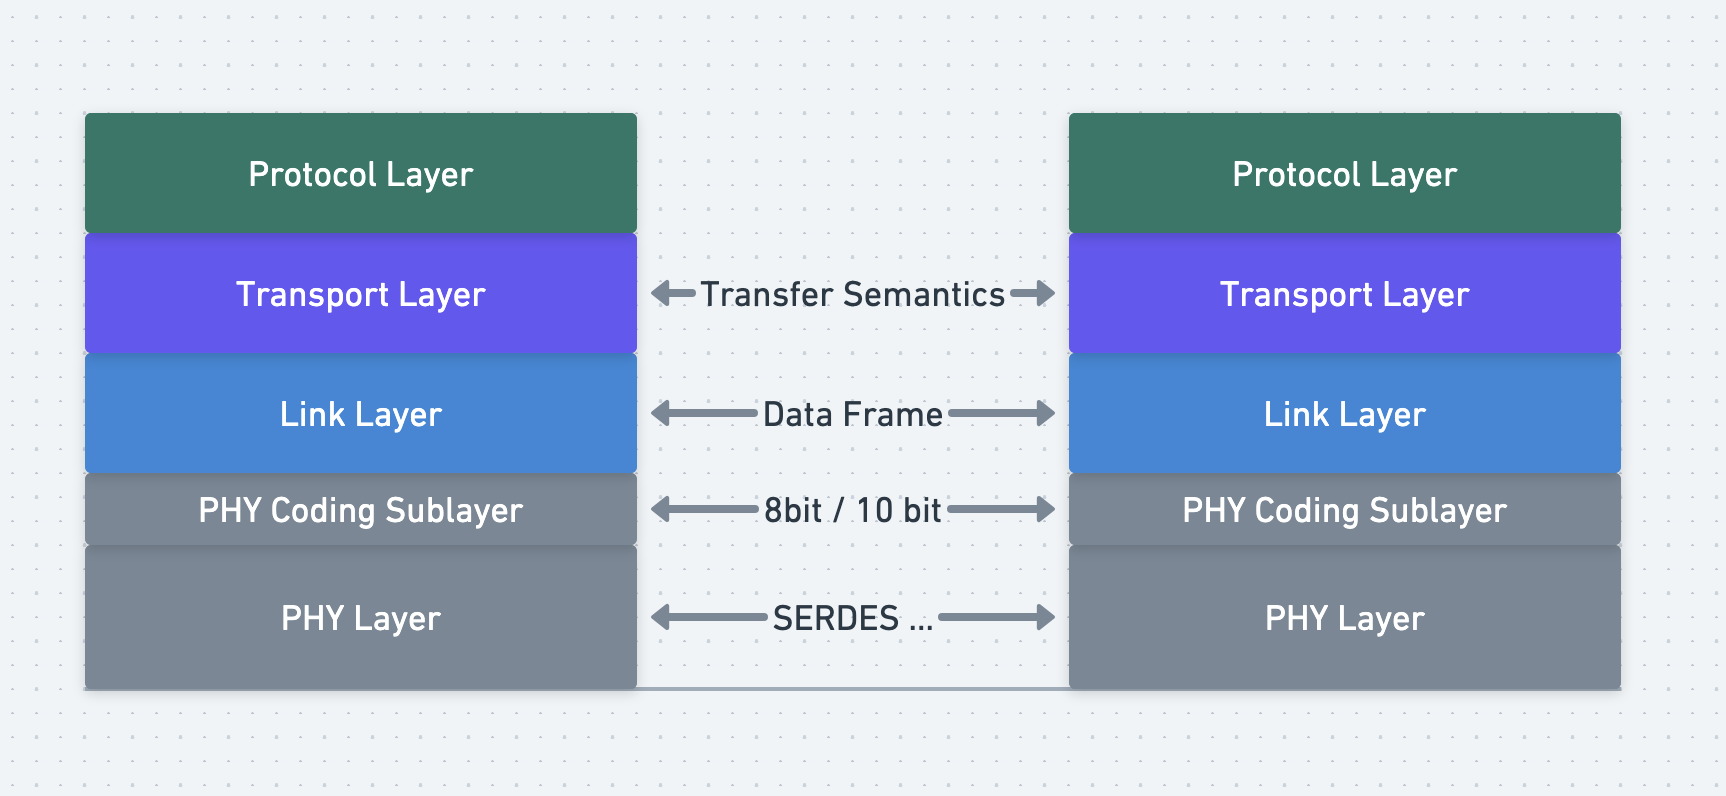 Protocol Layer
Protocol Layer
Transport Layer
Transfer Semantics
Transport Layer
Link Layer
Data Frame
Link Layer
PHY Coding Sublayer
8bit / 10 bit
PHY Coding Sublayer
PHY Layer
SERDES ...
PHY Layer